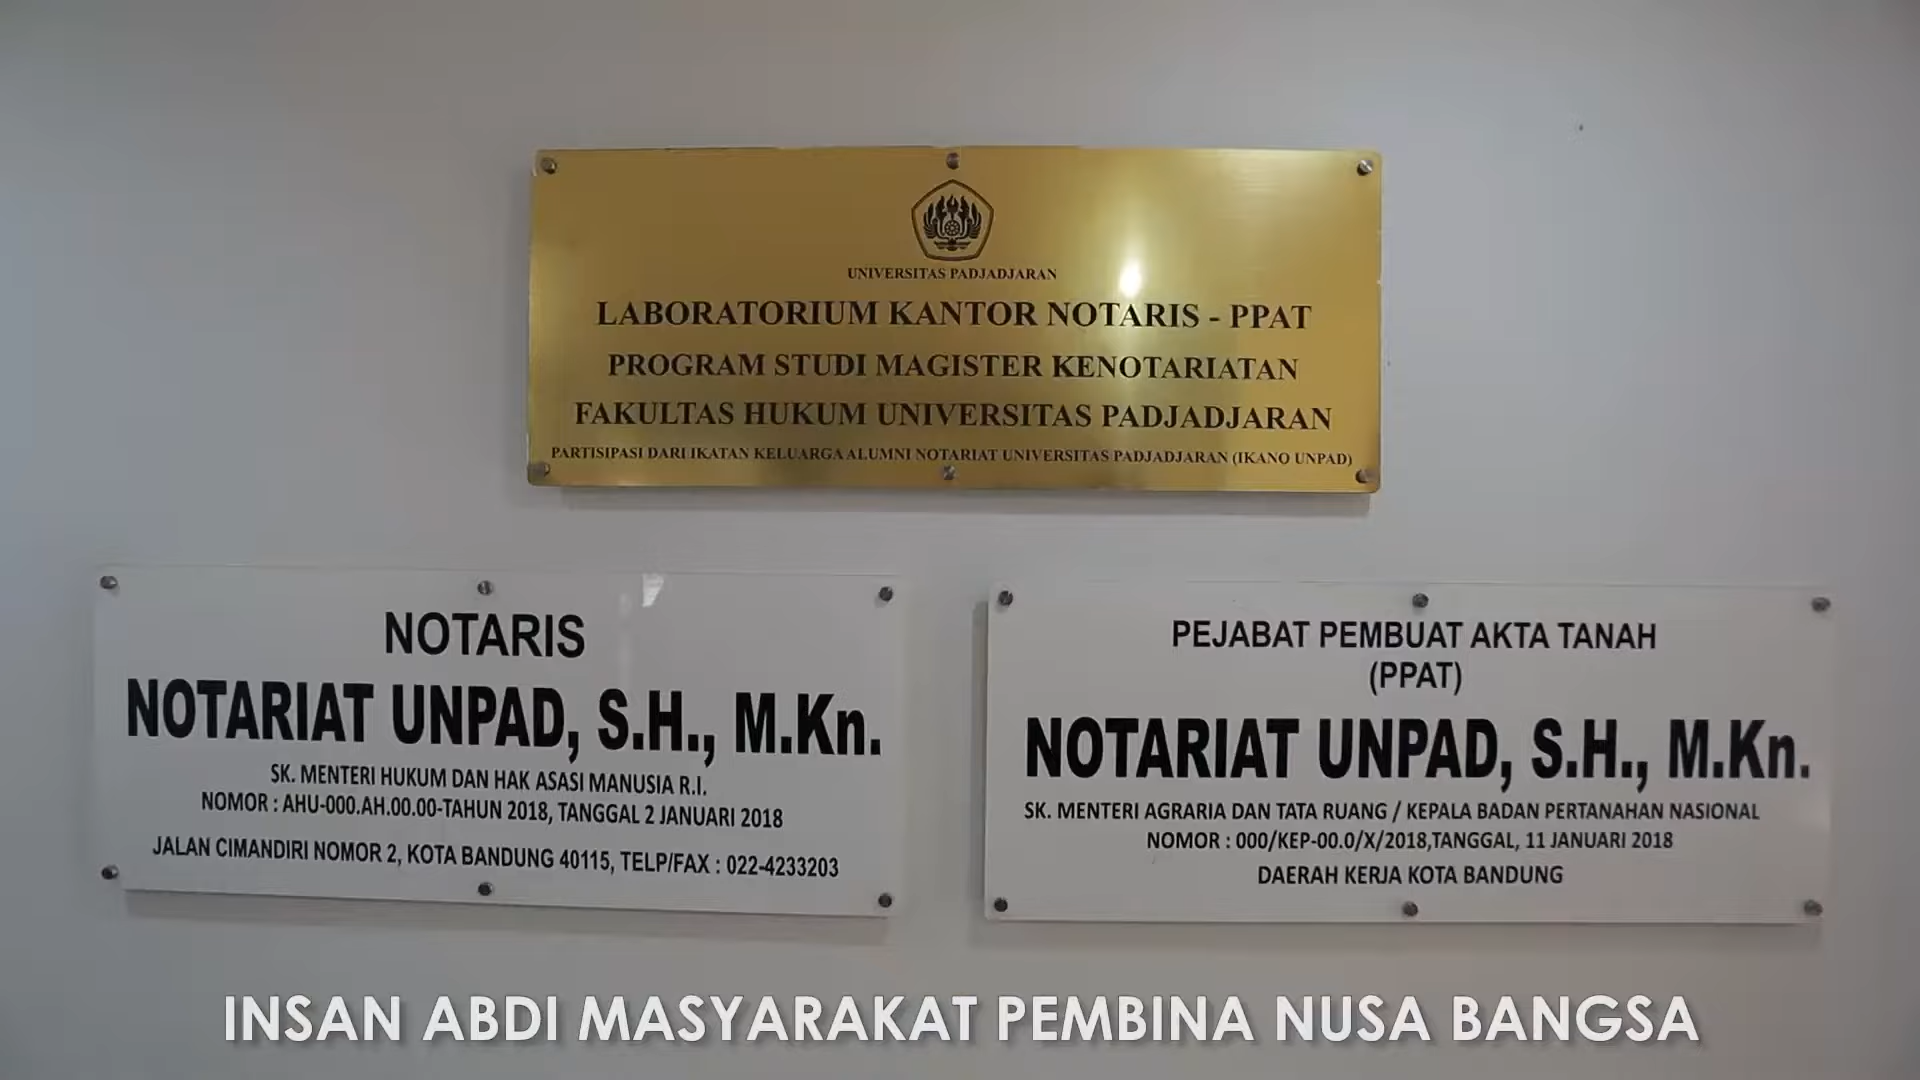 UNIVERSITAS PADJADJARAN
LABORATORIUM KANTOR NOTARIS - PPAT
PROGRAM STUDI MAGISTER KENOTARIATAN
FAKULTAS HUKUM UNIVERSITAS PADJADJARAN
PARTISIPASI DARI IKATAN KELUARGA ALUMNI NOTARIAT UNIVERSITAS PADJADJARAN (IKANO UNPAD)
NOTARIS
NOTARIAT UNPAD, S.H., M.Kn.
SK. MENTERI HUKUM DAN HAK ASASI MANUSIA R.I.
NOMOR : AHU-000.AH.00.00-TAHUN 2018, TANGGAL 2 JANUARI 2018
JALAN CIMANDIRI NOMOR 2, KOTA BANDUNG 40115, TELP/FAX : 022-4233203
PEJABAT PEMBUAT AKTA TANAH
(PPAT)
NOTARIAT UNPAD, S.H., M.Kn.
SK. MENTERI AGRARIA DAN TATA RUANG / KEPALA BADAN PERTANAHAN NASIONAL
NOMOR : 000/KEP-00.0/X/2018,TANGGAL, 11 JANUARI 2018
DAERAH KERJA KOTA BANDUNG
INSAN ABDI MASYARAKAT PEMBINA NUSA BANGSA